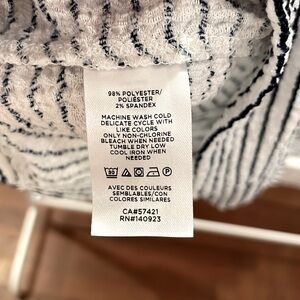 98% POLYESTER/
POLIÈSTER
2% SPANDEX
MACHINE WASH COLD
DELICATE CYCLE WITH
LIKE COLORS
ONLY NON-CHLORINE
BLEACH WHEN NEEDED
TUMBLE DRY LOW
COOL IRON WHEN
NEEDED
AVEC DES COULEURS
SEMBLABLES/CON
COLORES SIMILARES
CA#57421
RN#140923